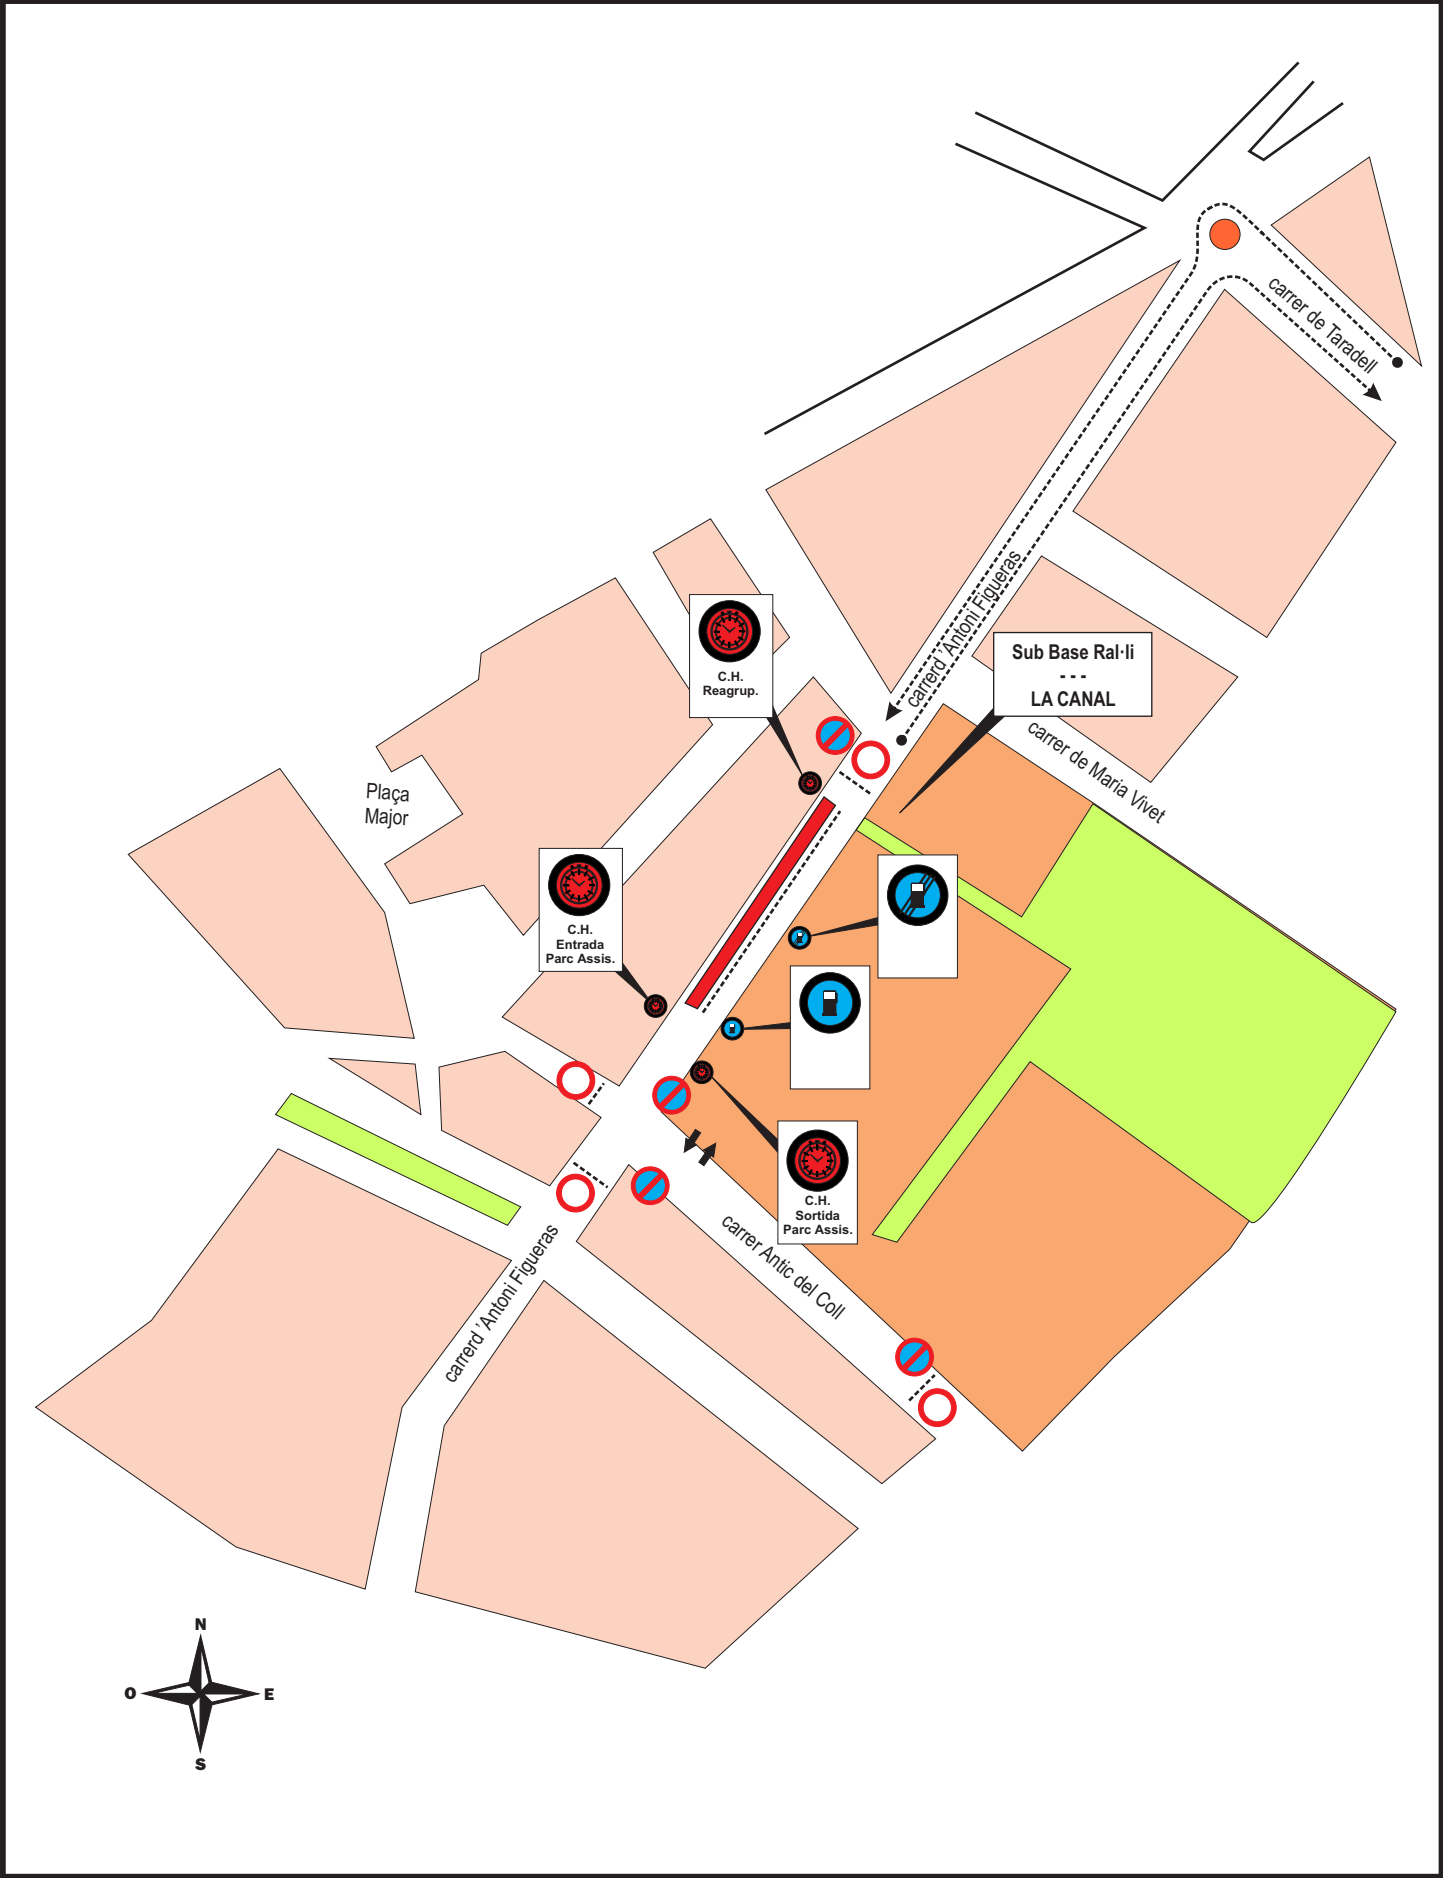 carrer de Taradell
carrerd 'Antoni Figueras
Sub Base Ral·li
- - -
LA CANAL
C.H.
Reagrup.
carrer de Maria Vivet
Plaça
Major
C.H.
Entrada
Parc Assis.
C.H.
Sortida
Parc Assis.
carrer Antic del Coll
carrerd 'Antoni Figueras
N
O
E
S